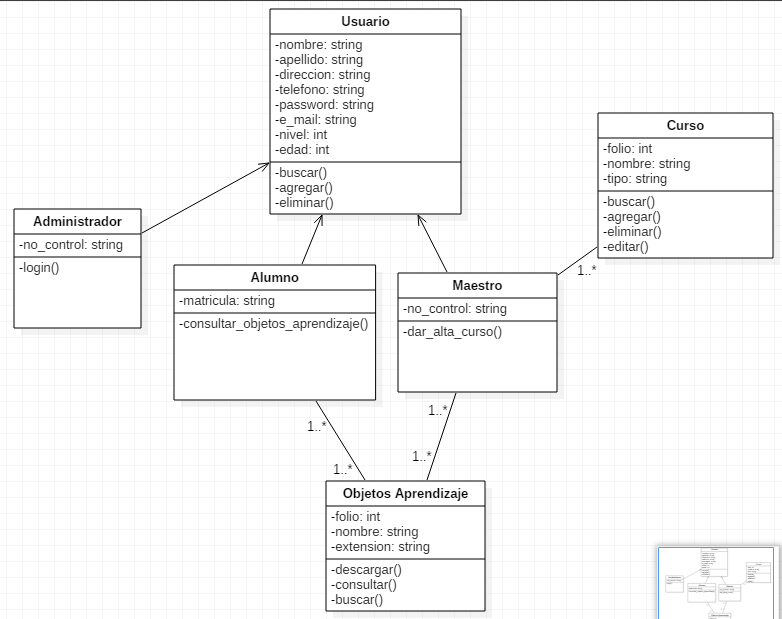 Usuario
-nombre: string
-apellido: string
-direccion: string
-telefono: string
-password: string
-e_mail: string
-nivel: int
-edad: int
-buscar()
-agregar()
-eliminar()
Curso
-folio: int
-nombre: string
-tipo: string
-buscar()
-agregar()
-eliminar()
-editar()
1..*
Administrador
-no_control: string
-login()
Alumno
-matricula: string
-consultar_objetos_aprendizaje()
Maestro
-no_control: string
-dar_alta_curso()
1..*
1..*
1..*
1..*
Objetos Aprendizaje
-folio: int
-nombre: string
-extension: string
-descargar()
-consultar()
-buscar()